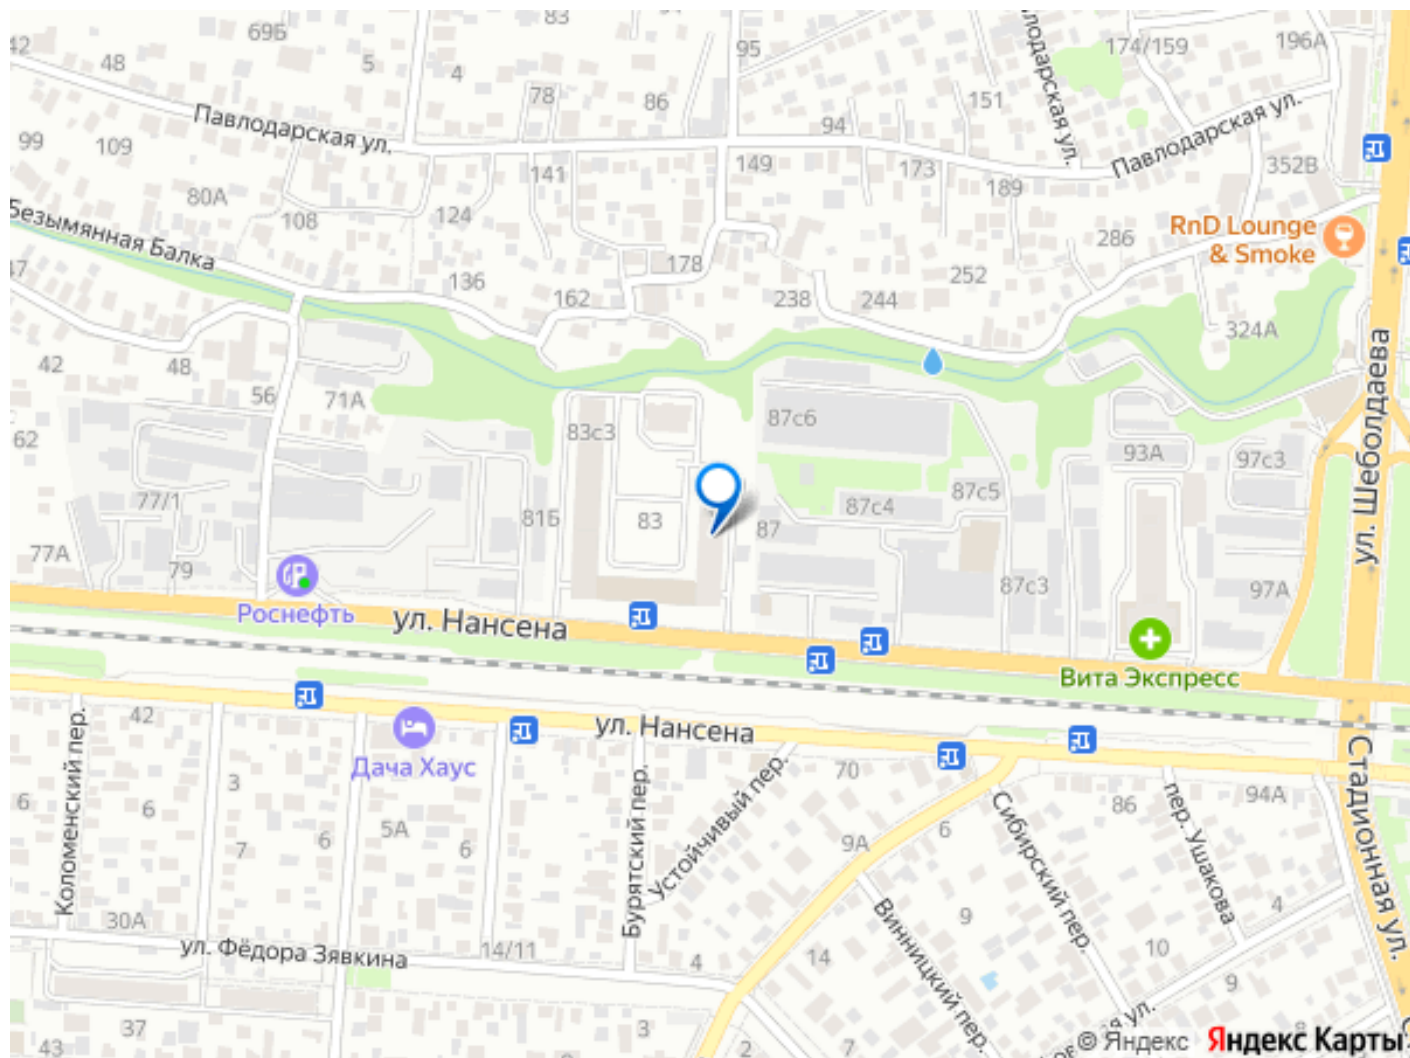 83
69Б
42
48
5
4
95
174/159
196А
78
86
151
94
Павлодарская ул.
Павлодарская ул.
99
109
141
149
173
189
352В
80А
108
124
RnD Lounge
& Smoke
Безымянная Балка
286
47
136
178
252
162
238
244
324А
ул. Шеболдаева
42
48
56
71А
87с6
62
83с3
93А
97с3
77/1
81Б
83
87
87с4
87с5
77А
79
87с3
97А
Роснефть
ул. Нансена
Вита Экспресс
42
ул. Нансена
Коломенский пер.
Дача Хаус
Стадионная ул.
3
70
6
6
5А
6
7
6
Бурятский пер.
Устойчивый пер.
9А
6
Сибирский пер.
86
пер. Ушакова
94А
30А
9
4
ул. Фёдора Зявкина
14/11
4
14
Винницкий пер.
10
9
37
43
3
2
7
8
ул.
© Яндекс Яндекс Карты